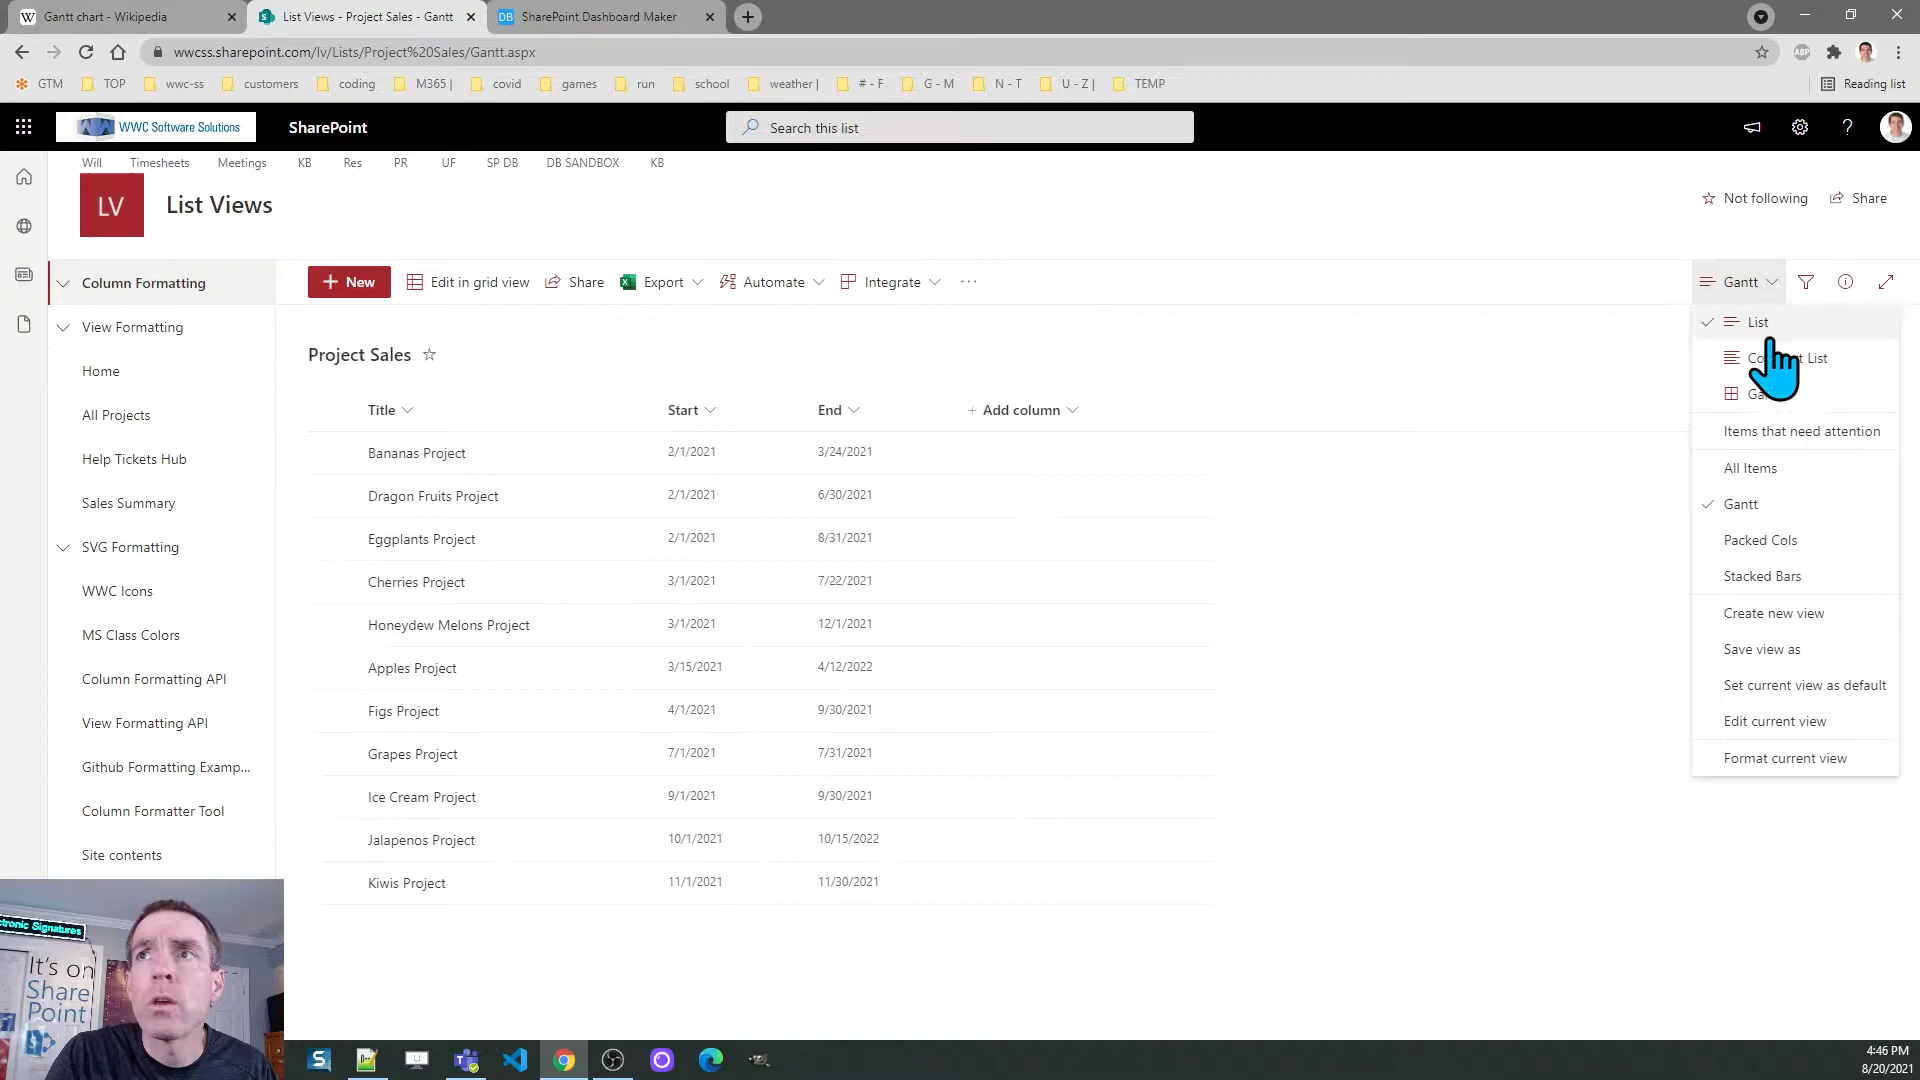 Gantt chart - Wikipedia
List Views - Project Sales - Gantt
DB
SharePoint Dashboard Maker
wwcss.sharepoint.com/lv/Lists/Project%20Sales/Gantt.aspx
ABP
GTM
TOP
wwc-ss
customers
coding
M365 |
covid
games
run
school
weather |
# - F
G - M
N - T
U - Z |
TEMP
Reading list
WWC Software Solutions
SharePoint
Search this list
Will
Timesheets
Meetings
KB
Res
PR
UF
SP DB
DB SANDBOX
KB
LV
List Views
Not following
Share
Column Formatting
View Formatting
Home
All Projects
Help Tickets Hub
Sales Summary
SVG Formatting
WWC Icons
MS Class Colors
Column Formatting API
View Formatting API
Github Formatting Examp...
Column Formatter Tool
Site contents
New
Edit in grid view
Share
Export
Automate
Integrate
...
Gantt
Project Sales
Title Start End + Add column
Bananas Project 2/1/2021 3/24/2021
Dragon Fruits Project 2/1/2021 6/30/2021
Eggplants Project 2/1/2021 8/31/2021
Cherries Project 3/1/2021 7/22/2021
Honeydew Melons Project 3/1/2021 12/1/2021
Apples Project 3/15/2021 4/12/2022
Figs Project 4/1/2021 9/30/2021
Grapes Project 7/1/2021 7/31/2021
Ice Cream Project 9/1/2021 9/30/2021
Jalapenos Project 10/1/2021 10/15/2022
Kiwis Project 11/1/2021 11/30/2021
List
List
Items that need attention
All Items
Gantt
Packed Cols
Stacked Bars
Create new view
Save view as
Set current view as default
Edit current view
Format current view
ctronic Signatures
It's on
Share
Point
4:46 PM
8/20/2021